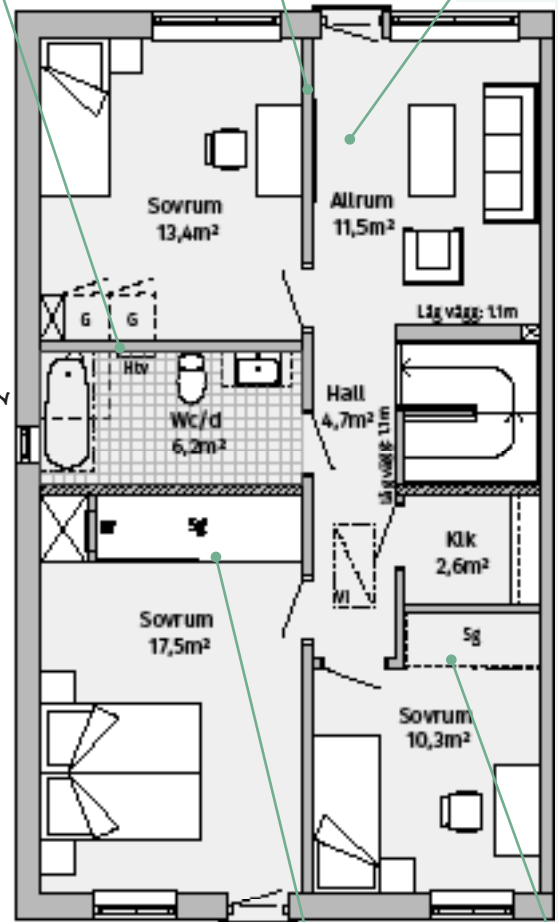 Sovrum
13,4m²
Allrum
11,5m²
Låg vägg: 1.1m
G G
Htv
Hall
4,7m²
Wc/d
6,2m²
Låg vägg: 1.1m
Sg
Klk
2,6m²
Vl
Sg
Sovrum
17,5m²
Sovrum
10,3m²